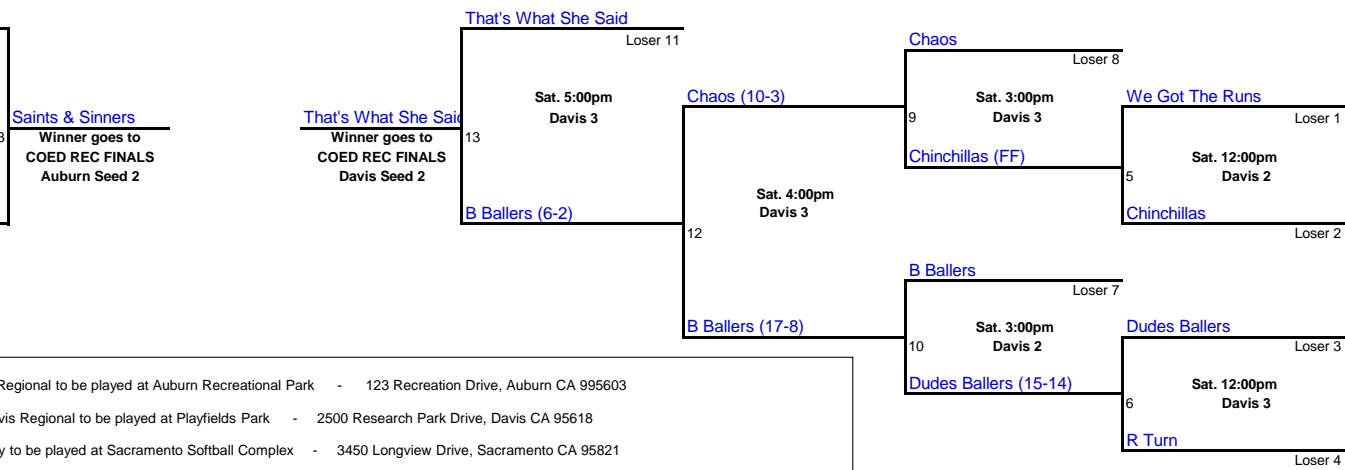 That's What She Said
Loser 11
Chaos
Loser 8
Sat. 5:00pm
Davis 3
Chaos (10-3)
Sat. 3:00pm
Davis 3
We Got The Runs
Saints & Sinners
That's What She Said
9
Loser 1
Winner goes to
COED REC FINALS
Auburn Seed 2
Winner goes to
COED REC FINALS
Davis Seed 2
13
Chinchillas (FF)
Sat. 12:00pm
Davis 2
5
Sat. 4:00pm
Davis 3
B Ballers (6-2)
Chinchillas
12
Loser 2
B Ballers
Loser 7
B Ballers (17-8)
Sat. 3:00pm
Davis 2
Dudes Ballers
10
Loser 3
Regional to be played at Auburn Recreational Park - 123 Recreation Drive, Auburn CA 995603
Dudes Ballers (15-14)
Sat. 12:00pm
Davis 3
6
vis Regional to be played at Playfields Park - 2500 Research Park Drive, Davis CA 95618
R Turn
y to be played at Sacramento Softball Complex - 3450 Longview Drive, Sacramento CA 95821
Loser 4